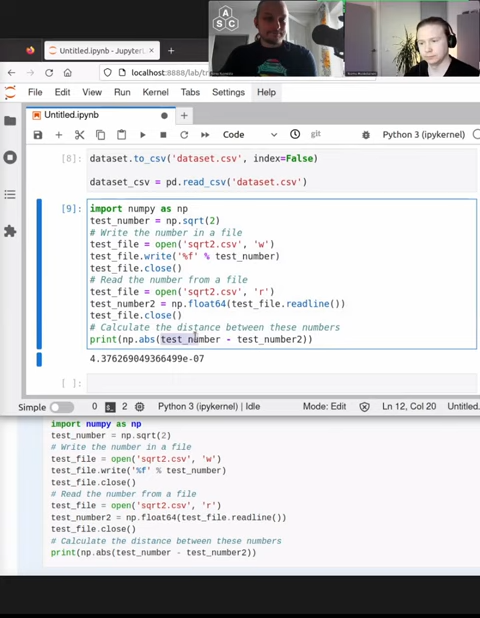 A
S C
Untitled.ipynb - Jupyter
localhost:8888/lab/tr
File Edit View Run Kernel Tabs Settings Help
Untitled.ipynb
Code git Python 3 (ipykernel)
[8]: dataset.to_csv('dataset.csv', index=False)
dataset_csv = pd.read_csv('dataset.csv')
[9]: import numpy as np
test_number = np.sqrt(2)
# Write the number in a file
test_file = open('sqrt2.csv', 'w')
test_file.write('%f' % test_number)
test_file.close()
# Read the number from a file
test_file = open('sqrt2.csv', 'r')
test_number2 = np.float64(test_file.readline())
test_file.close()
# Calculate the distance between these numbers
print(np.abs(test_number - test_number2))
4.376269049366499e-07
[ ]:
Simple 0 2 Python 3 (ipykernel) | Idle Mode: Edit Ln 12, Col 20 Untitled.
import numpy as np
test_number = np.sqrt(2)
# Write the number in a file
test_file = open('sqrt2.csv', 'w')
test_file.write('%f' % test_number)
test_file.close()
# Read the number from a file
test_file = open('sqrt2.csv', 'r')
test_number2 = np.float64(test_file.readline())
test_file.close()
# Calculate the distance between these numbers
print(np.abs(test_number - test_number2))